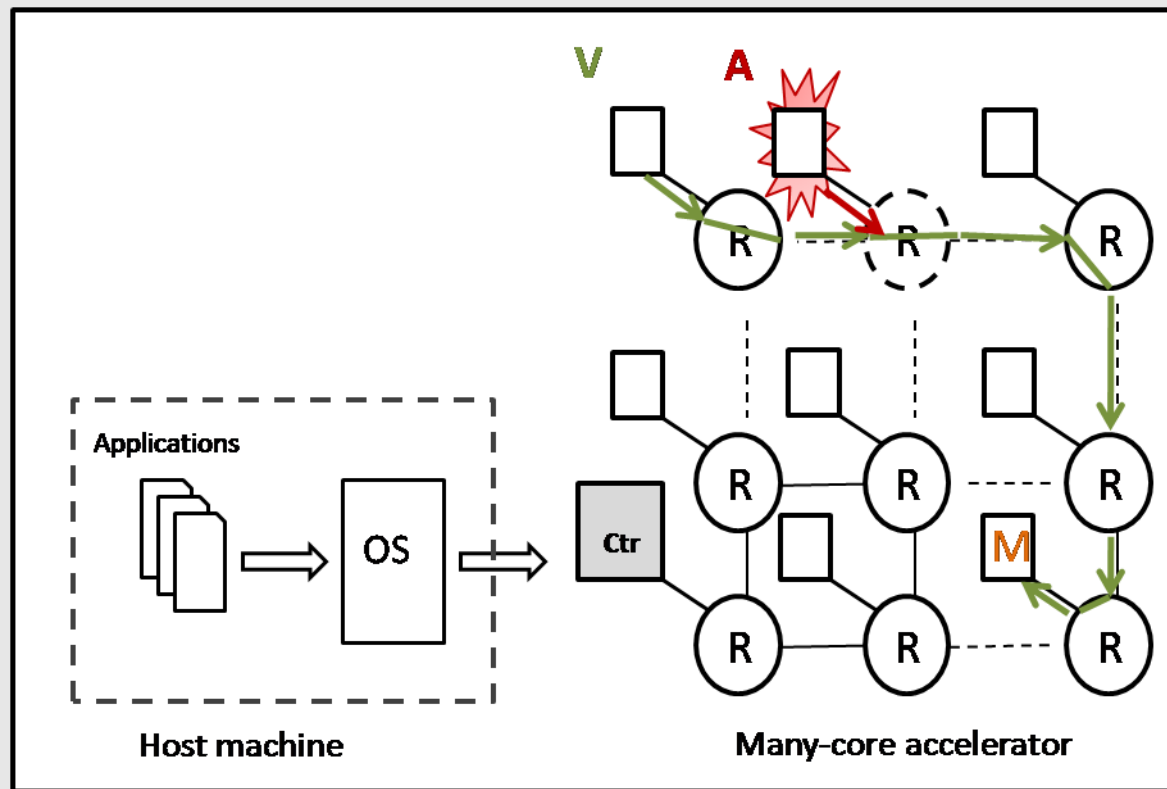 V A
R R R
Applications
OS
R R R
Ctr
M
R R R
Host machine
Many-core accelerator